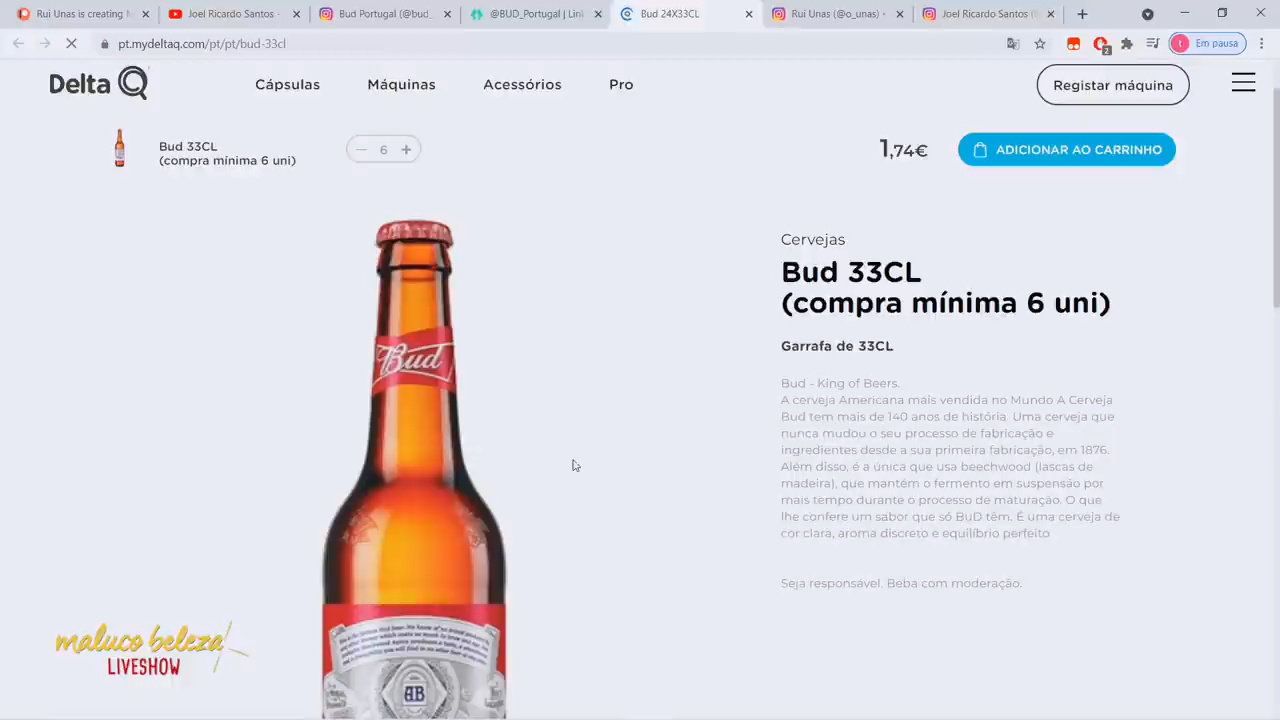 Rui Unas is creating M
Joel Ricardo Santos -
Bud Portugal (@bud_
@BUD_Portugal | Link
Bud 24X33CL
Rui Unas (@o_unas) •
Joel Ricardo Santos (
pt.mydeltaq.com/pt/pt/bud-33cl
2
t Em pausa
Delta Q
Cápsulas
Máquinas
Acessórios
Pro
Registar máquina
Bud 33CL
(compra mínima 6 uni)
6
1,74€
ADICIONAR AO CARRINHO
Cervejas
Bud 33CL
(compra mínima 6 uni)
Garrafa de 33CL
Bud - King of Beers.
A cerveja Americana mais vendida no Mundo A Cerveja
Bud tem mais de 140 anos de história. Uma cerveja que
nunca mudou o seu processo de fabricação e
ingredientes desde a sua primeira fabricação, em 1876.
Além disso, é a única que usa beechwood (lascas de
madeira), que mantém o fermento em suspensão por
mais tempo durante o processo de maturação. O que
lhe confere um sabor que só BuD têm. É uma cerveja de
cor clara, aroma discreto e equilíbrio perfeito
Seja responsável. Beba com moderação.
Bud
AB
maluco beleza
LIVESHOW